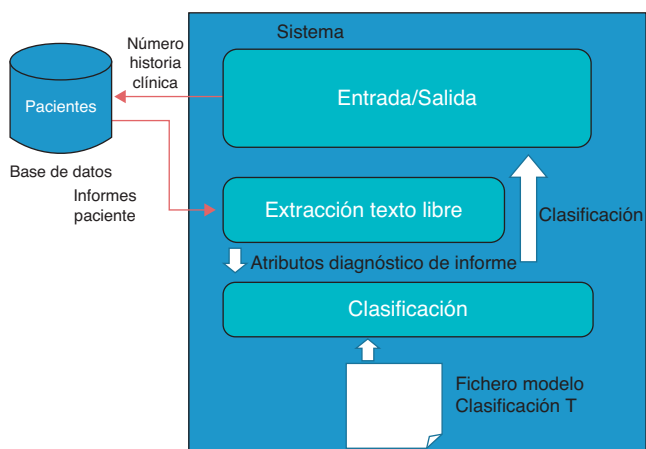 Sistema
Número
historia
clínica
Entrada/Salida
Pacientes
Base de datos
Informes
paciente
Extracción texto libre
Clasificación
Atributos diagnóstico de informe
Clasificación
Fichero modelo
Clasificación T